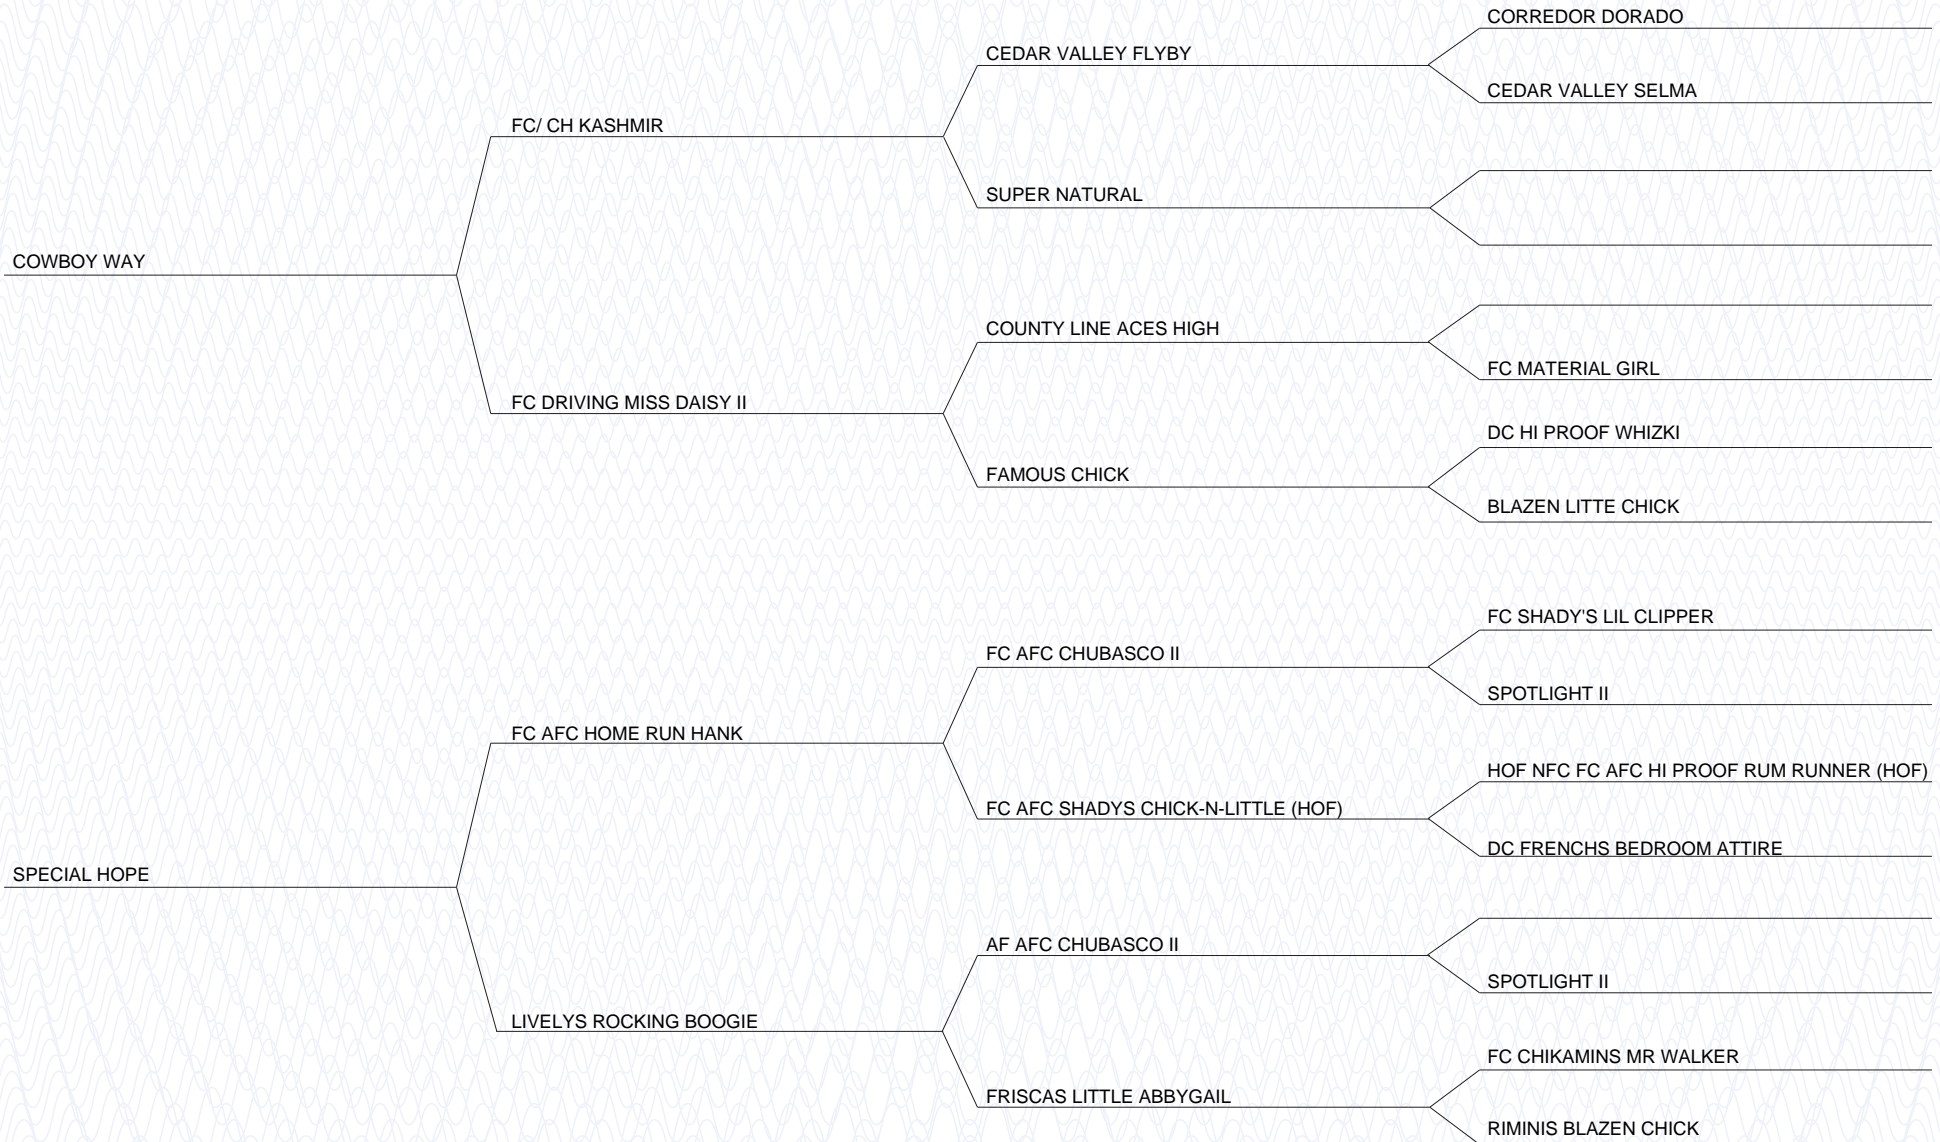 CORREDOR DORADO
CEDAR VALLEY FLYBY
CEDAR VALLEY SELMA
FC/ CH KASHMIR
SUPER NATURAL
COWBOY WAY
COUNTY LINE ACES HIGH
FC MATERIAL GIRL
FC DRIVING MISS DAISY II
DC HI PROOF WHIZKI
FAMOUS CHICK
BLAZEN LITTE CHICK
FC SHADY'S LIL CLIPPER
FC AFC CHUBASCO II
SPOTLIGHT II
FC AFC HOME RUN HANK
HOF NFC FC AFC HI PROOF RUM RUNNER (HOF)
FC AFC SHADYS CHICK-N-LITTLE (HOF)
DC FRENCHS BEDROOM ATTIRE
SPECIAL HOPE
AF AFC CHUBASCO II
SPOTLIGHT II
LIVELYS ROCKING BOOGIE
FC CHIKAMINS MR WALKER
FRISCAS LITTLE ABBYGAIL
RIMINIS BLAZEN CHICK